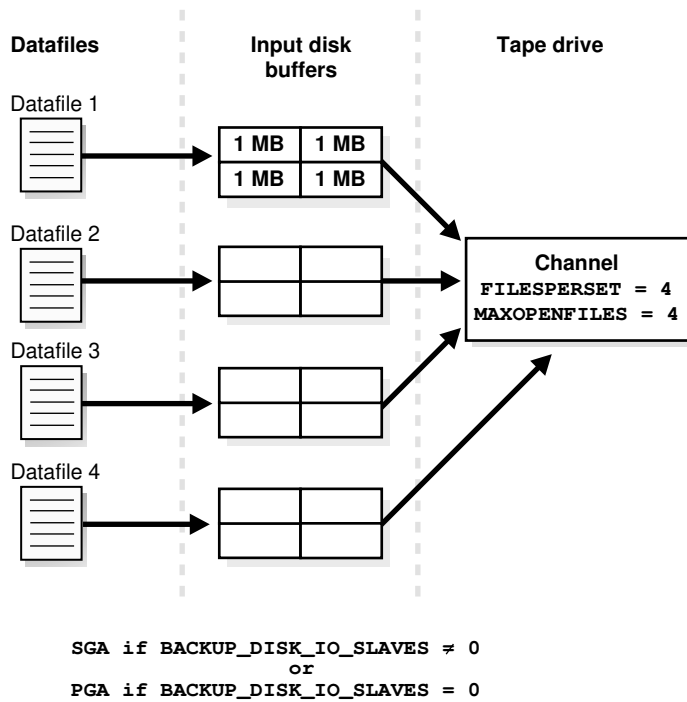 Datafiles
Input disk
buffers
Tape drive
Datafile 1
1 MB 1 MB
1 MB 1 MB
Datafile 2
Channel
FILESPERSET = 4
MAXOPENFILES = 4
Datafile 3
Datafile 4
SGA if BACKUP_DISK_IO_SLAVES ≠ 0
or
PGA if BACKUP_DISK_IO_SLAVES = 0